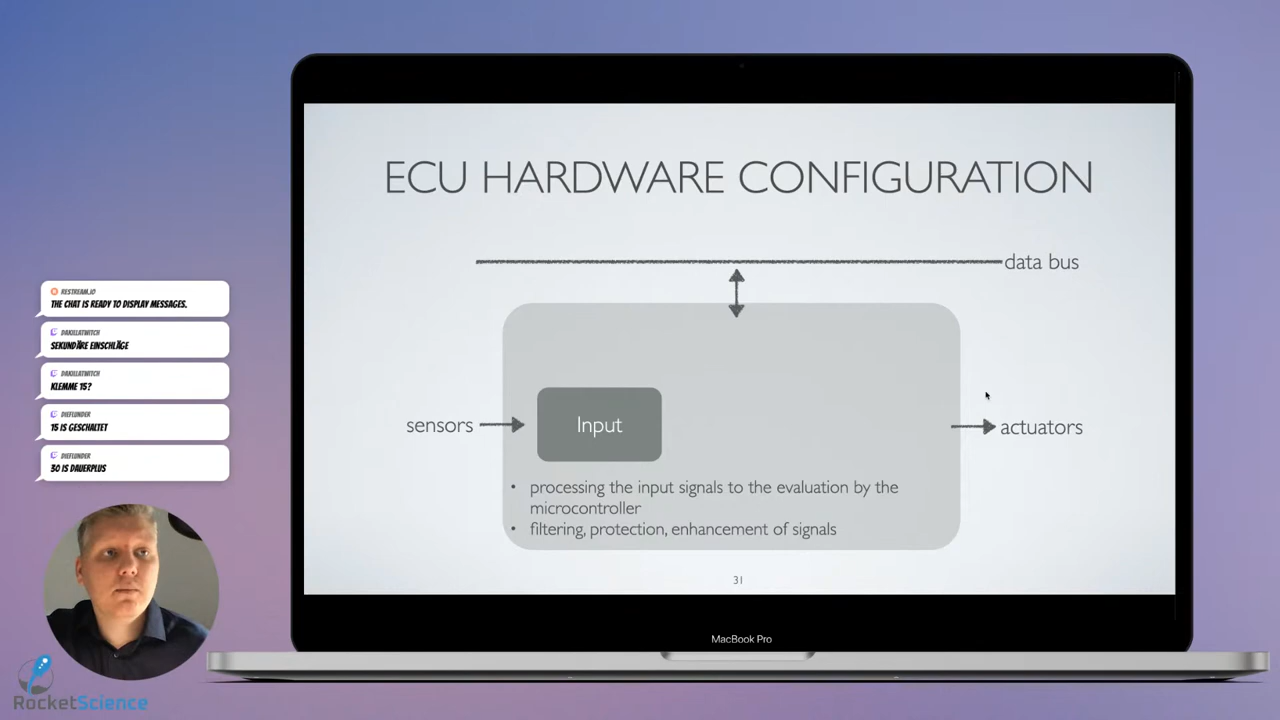 ECU HARDWARE CONFIGURATION
data bus
sensors
Input
actuators
• processing the input signals to the evaluation by the
microcontroller
• filtering, protection, enhancement of signals
31
MacBook Pro
RESTREAM.IO
THE CHAT IS READY TO DISPLAY MESSAGES.
DAKILLATWITCH
SEKUNDÄRE EINSCHLÄGE
DAKILLATWITCH
KLEMME 15?
DIEFLUNDER
15 IS GESCHALTET
DIEFLUNDER
30 IS DAUERPLUS
RocketScience